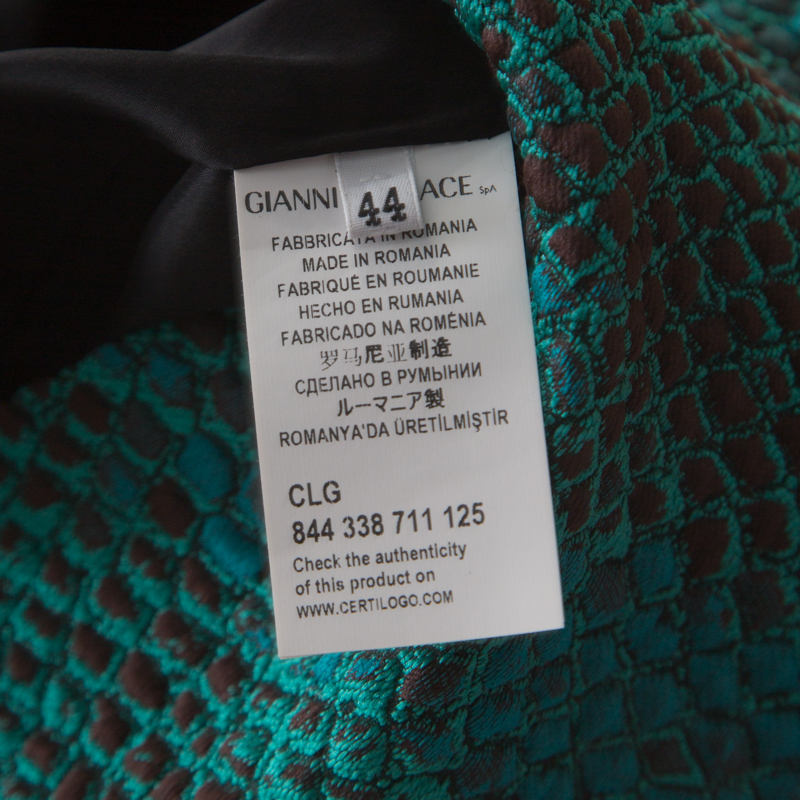 GIANNI ACE SpA
44
FABBRICATA IN ROMANIA
MADE IN ROMANIA
FABRIQUÉ EN ROUMANIE
HECHO EN RUMANIA
FABRICADO NA ROMÉNIA
罗马尼亚制造
СДЕЛАНО В РУМЫНИИ
ルーマニア製
ROMANYA'DA ÜRETİLMİŞTİR
CLG
844 338 711 125
Check the authenticity
of this product on
WWW.CERTILOGO.COM